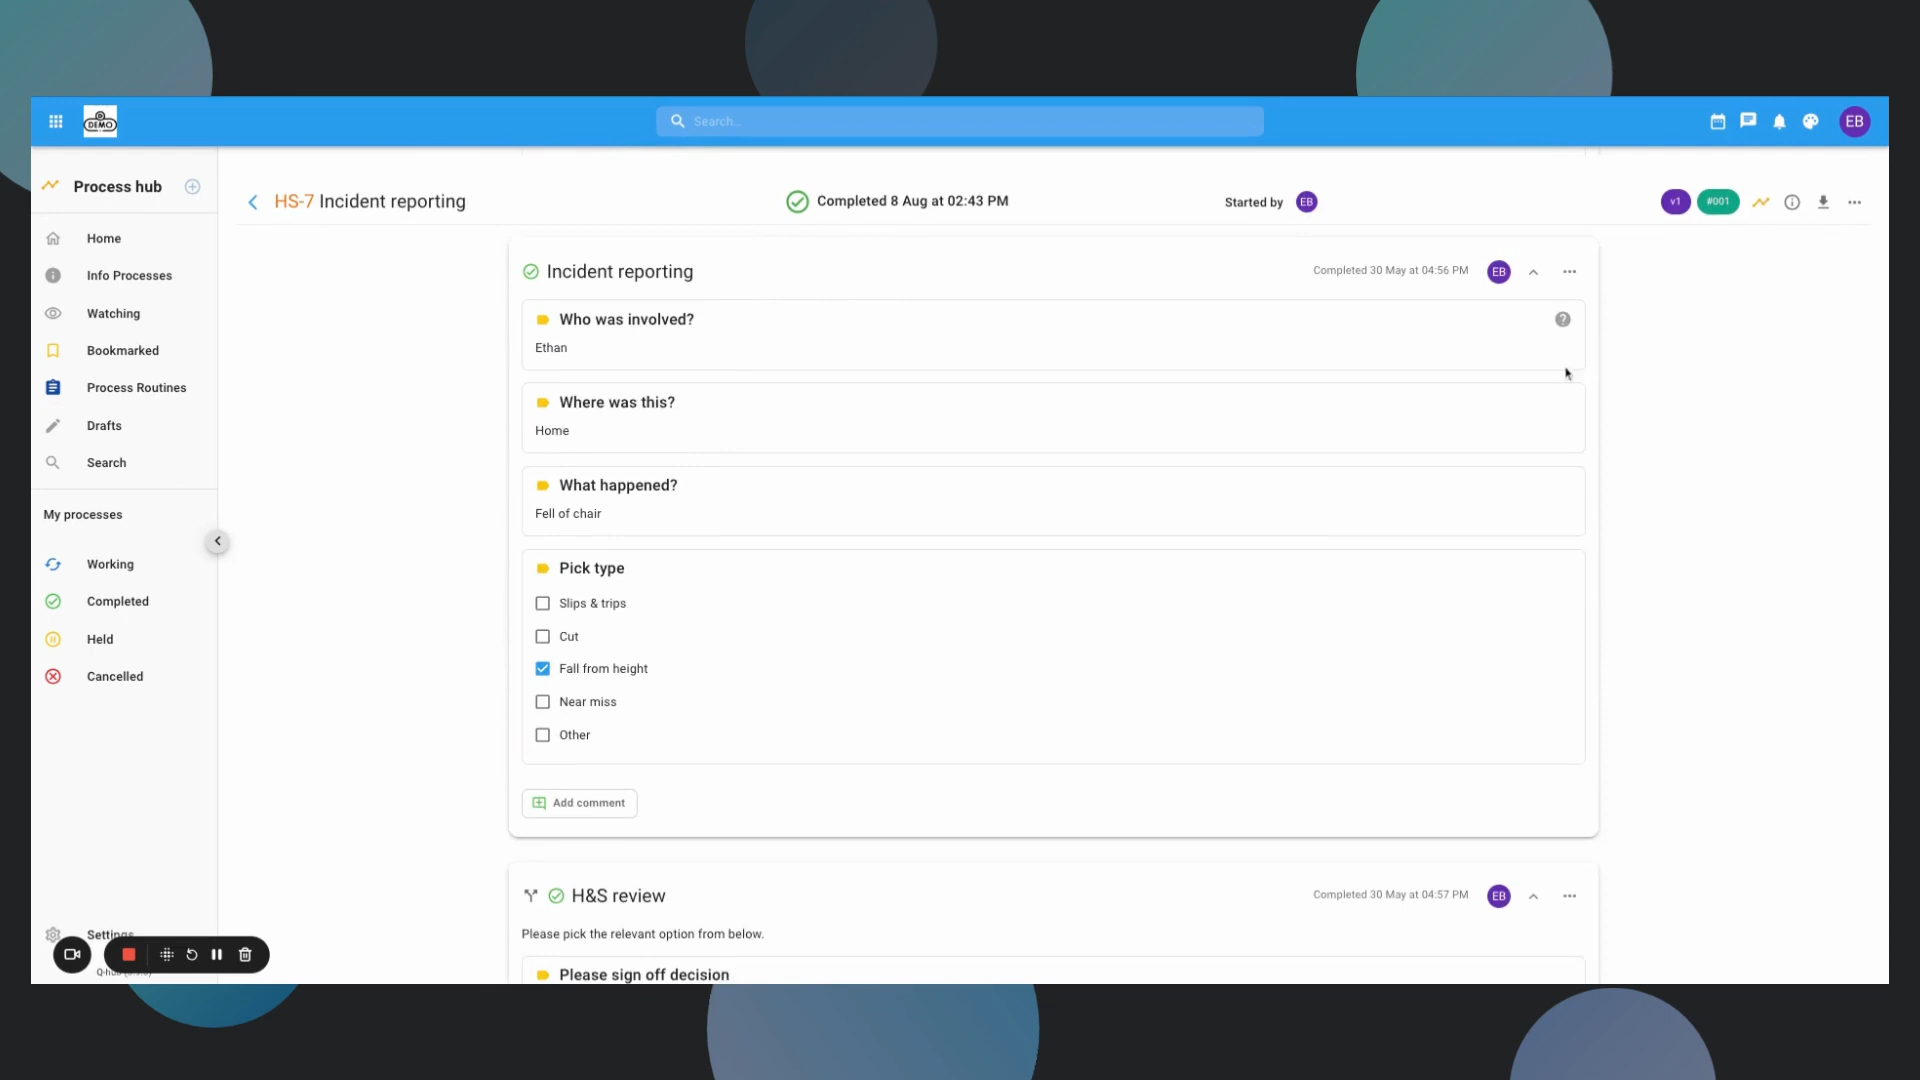 DEMO
Search...
EB
Process hub
HS-7 Incident reporting
Completed 8 Aug at 02:43 PM
Started by EB
v1
#001
Home
Info Processes
Watching
Bookmarked
Process Routines
Drafts
Search
My processes
Working
Completed
Held
Cancelled
Settings
Incident reporting
Completed 30 May at 04:56 PM
EB
Who was involved?
Ethan
Where was this?
Home
What happened?
Fell of chair
Pick type
Slips & trips
Cut
Fall from height
Near miss
Other
Add comment
H&S review
Completed 30 May at 04:57 PM
EB
Please pick the relevant option from below.
Please sign off decision